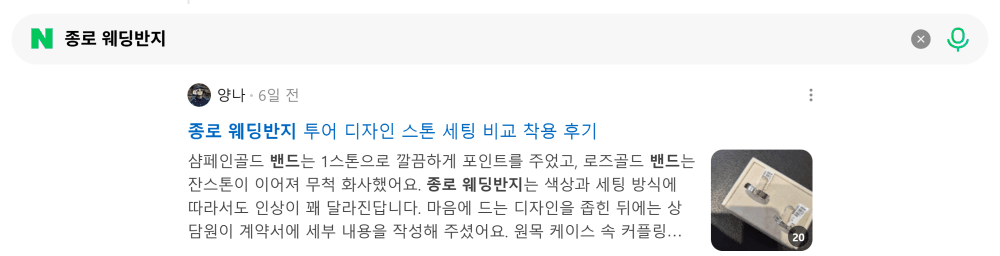 종로 웨딩반지
양나 · 6일 전
종로 웨딩반지 투어 디자인 스톤 세팅 비교 착용 후기
샴페인골드 밴드는 1스톤으로 깔끔하게 포인트를 주었고, 로즈골드 밴드는
잔스톤이 이어져 무척 화사했어요. 종로 웨딩반지는 색상과 세팅 방식에
따라서도 인상이 꽤 달라진답니다. 마음에 드는 디자인을 좁힌 뒤에는 상
담원이 계약서에 세부 내용을 작성해 주셨어요. 원목 케이스 속 커플링...
20